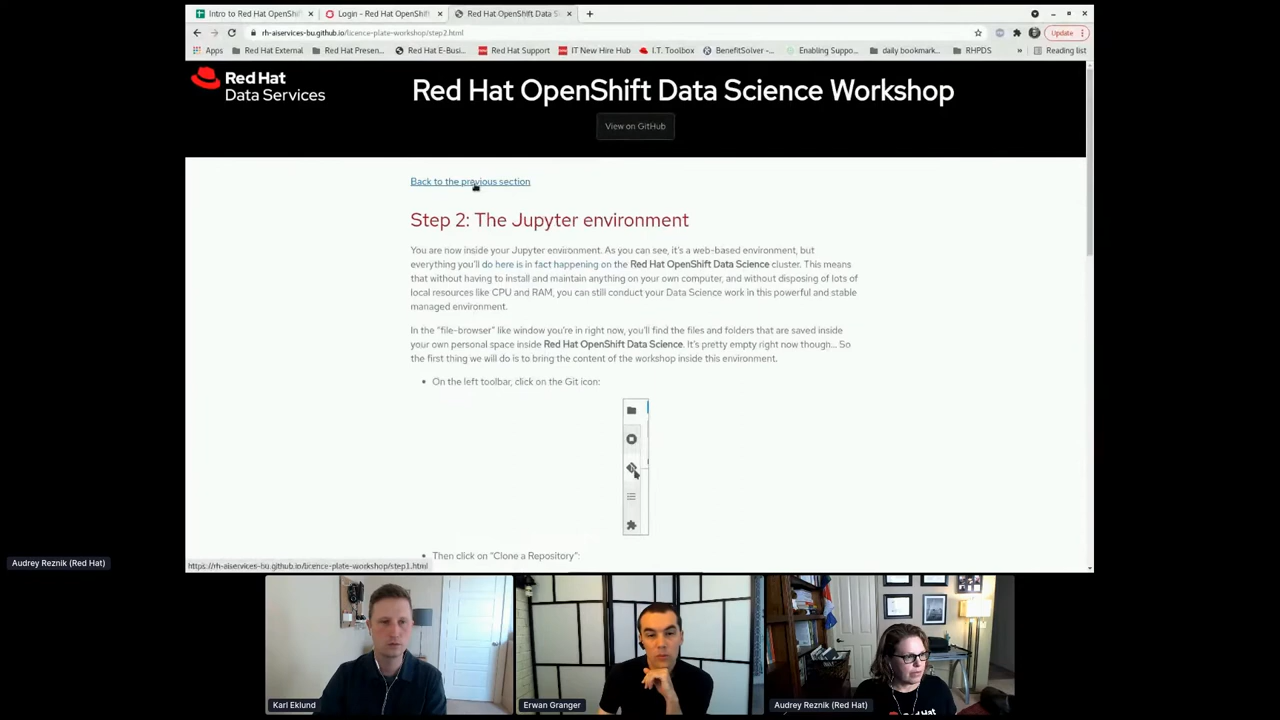 Intro to Red Hat OpenShif
Login - Red Hat OpenShift
Red Hat OpenShift Data S
rh-aiservices-bu.github.io/licence-plate-workshop/step2.html
Update
Apps
Red Hat External
Red Hat Presen...
Red Hat E-Busi...
Red Hat Support
IT New Hire Hub
I.T. Toolbox
BenefitSolver -...
Enabling Suppo...
daily bookmark...
RHPDS
»
Reading list
Red Hat
Data Services
Red Hat OpenShift Data Science Workshop
View on GitHub
Back to the previous section
Step 2: The Jupyter environment
You are now inside your Jupyter environment. As you can see, it's a web-based environment, but
everything you'll do here is in fact happening on the Red Hat OpenShift Data Science cluster. This means
that without having to install and maintain anything on your own computer, and without disposing of lots of
local resources like CPU and RAM, you can still conduct your Data Science work in this powerful and stable
managed environment.
In the "file-browser" like window you're in right now, you'll find the files and folders that are saved inside
your own personal space inside Red Hat OpenShift Data Science. It's pretty empty right now though... So
the first thing we will do is to bring the content of the workshop inside this environment.
• On the left toolbar, click on the Git icon:
• Then click on "Clone a Repository":
https://rh-aiservices-bu.github.io/licence-plate-workshop/step1.html
Audrey Reznik (Red Hat)
Karl Eklund
Erwan Granger
Audrey Reznik (Red Hat)